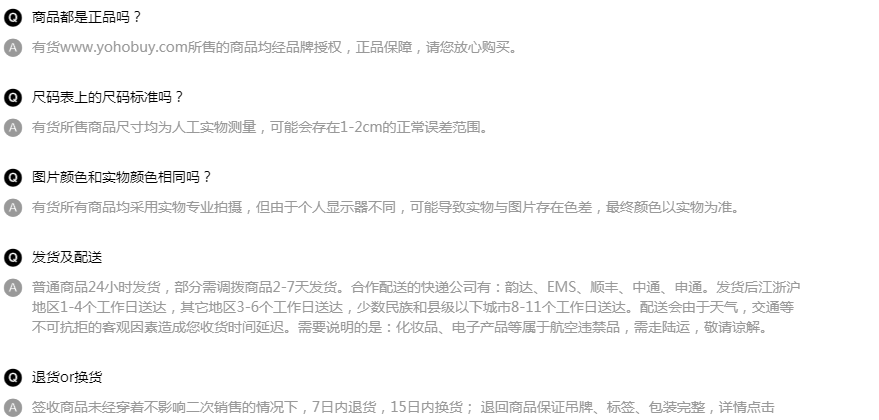 Q 商品都是正品吗？
A 有货www.yohobuy.com所售的商品均经品牌授权，正品保障，请您放心购买。
Q 尺码表上的尺码标准吗？
A 有货所售商品尺寸均为人工实物测量，可能会存在1-2cm的正常误差范围。
Q 图片颜色和实物颜色相同吗？
A 有货所有商品均采用实物专业拍摄，但由于个人显示器不同，可能导致实物与图片存在色差，最终颜色以实物为准。
Q 发货及配送
A 普通商品24小时发货，部分需调拨商品2-7天发货。合作配送的快递公司有：韵达、EMS、顺丰、中通、申通。发货后江浙沪
地区1-4个工作日送达，其它地区3-6个工作日送达，少数民族和县级以下城市8-11个工作日送达。配送会由于天气，交通等
不可抗拒的客观因素造成您收货时间延迟。需要说明的是：化妆品、电子产品等属于航空违禁品，需走陆运，敬请谅解。
Q 退货or换货
A 签收商品未经穿着不影响二次销售的情况下，7日内退货，15日内换货； 退回商品保证吊牌、标签、包装完整，详情点击